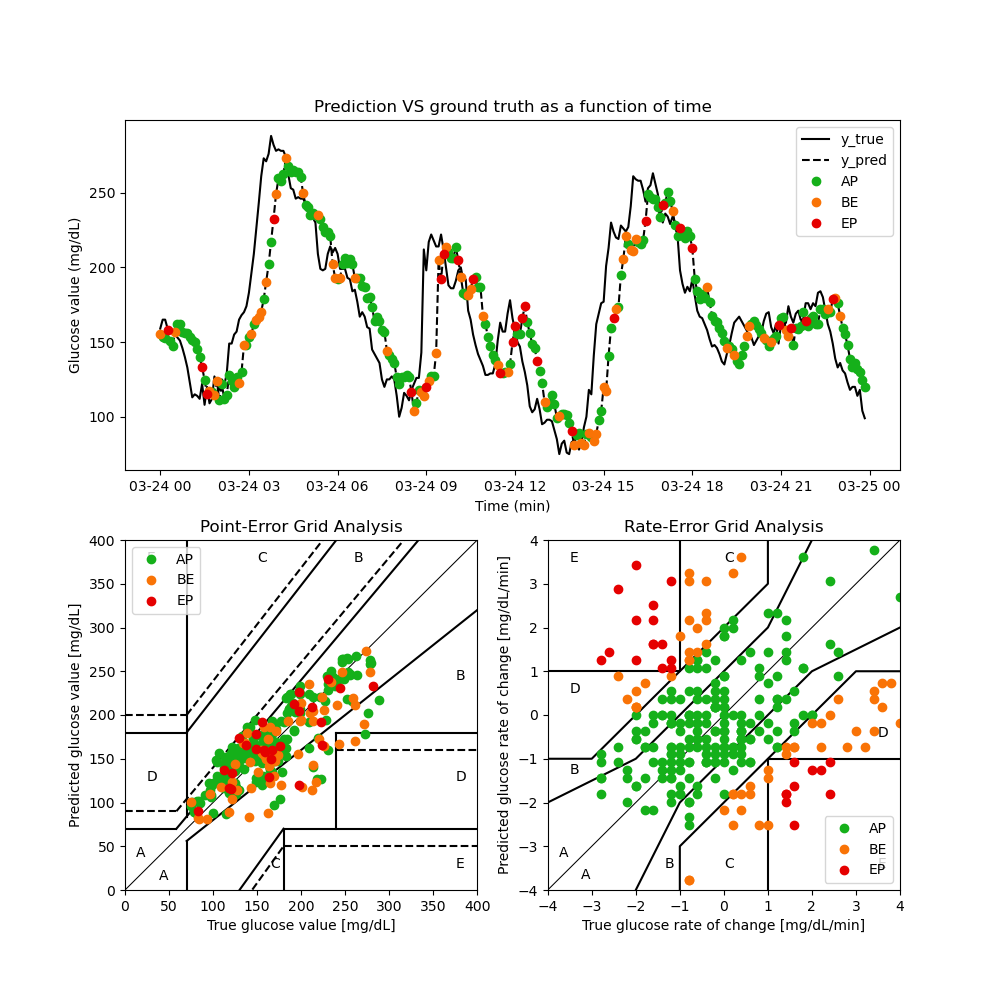 Prediction VS ground truth as a function of time
Glucose value (mg/dL)
250
200
150
100
y_true
y_pred
AP
BE
EP
03-24 00 03-24 03 03-24 06 03-24 09 03-24 12 03-24 15 03-24 18 03-24 21 03-25 00
Time (min)
Point-Error Grid Analysis
Predicted glucose value [mg/dL]
400
350
300
250
200
150
100
50
0
AP
BE
EP
C
B
B
D
D
A
A
C
E
0 50 100 150 200 250 300 350 400
True glucose value [mg/dL]
Rate-Error Grid Analysis
Predicted glucose rate of change [mg/dL/min]
4
3
2
1
0
−1
−2
−3
−4
E
C
D
D
B
A
A
B
C
E
AP
BE
EP
−4 −3 −2 −1 0 1 2 3 4
True glucose rate of change [mg/dL/min]